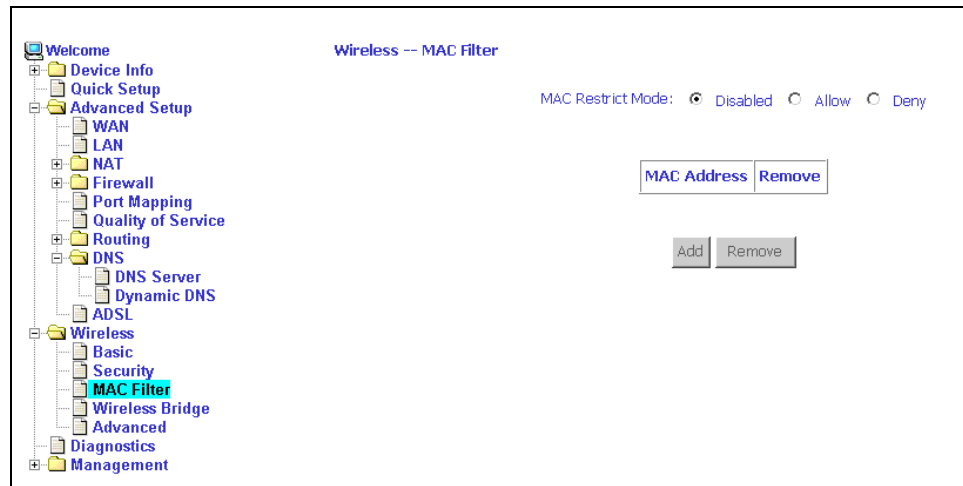 Welcome
Device Info
Quick Setup
Advanced Setup
WAN
LAN
NAT
Firewall
Port Mapping
Quality of Service
Routing
DNS
DNS Server
Dynamic DNS
ADSL
Wireless
Basic
Security
MAC Filter
Wireless Bridge
Advanced
Diagnostics
Management
Wireless -- MAC Filter
MAC Restrict Mode: Disabled Allow Deny
MAC Address Remove
Add Remove